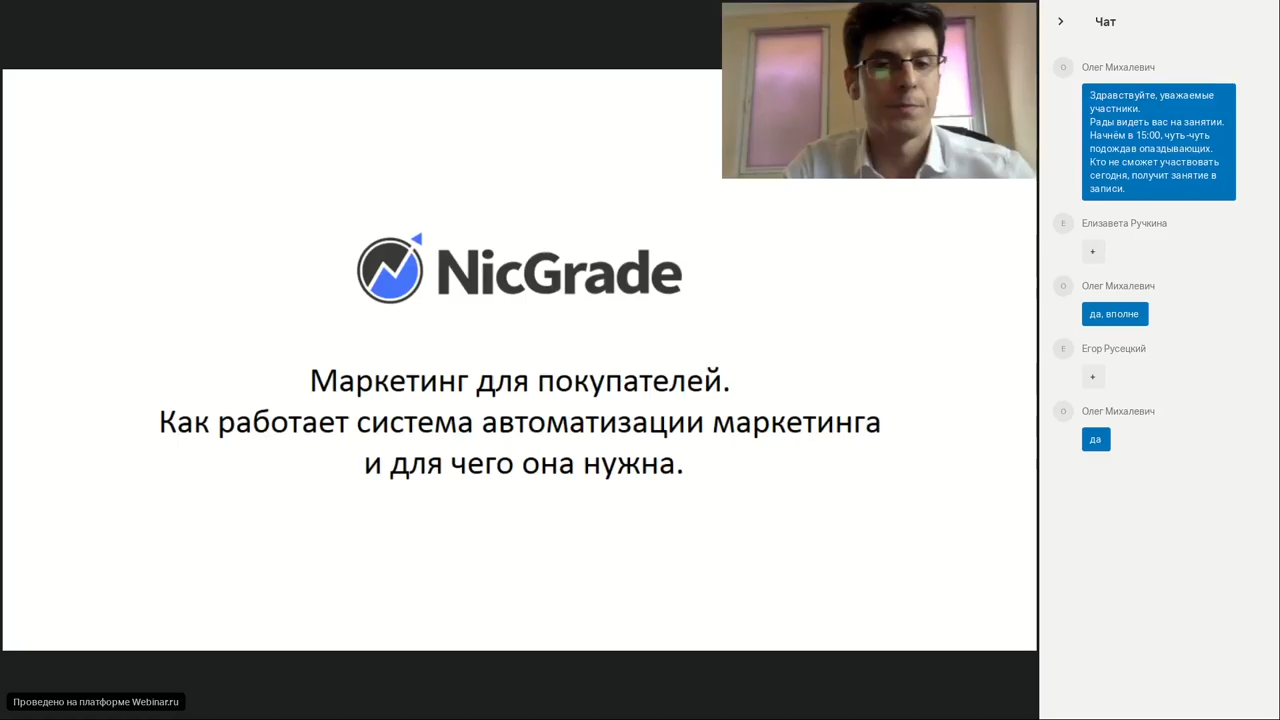 NicGrade
Маркетинг для покупателей.
Как работает система автоматизации маркетинга
и для чего она нужна.
Проведено на платформе Webinar.ru
Чат
О
Олег Михалевич
Здравствуйте, уважаемые
участники.
Рады видеть вас на занятии.
Начнём в 15:00, чуть-чуть
подождав опаздывающих.
Кто не сможет участвовать
сегодня, получит занятие в
записи.
Е
Елизавета Ручкина
+
О
Олег Михалевич
да, вполне
Е
Егор Русецкий
+
О
Олег Михалевич
да